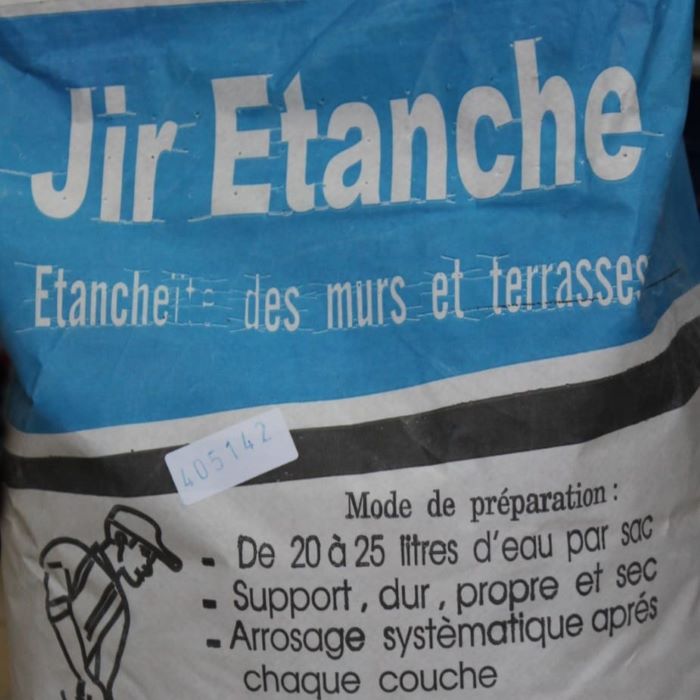 Jir Etanche
Etancheïte des murs et terrasses
405142
Mode de préparation :
- De 20 à 25 litres d'eau par sac
- Support, dur, propre et sec
- Arrosage systèmatique aprés
chaque couche